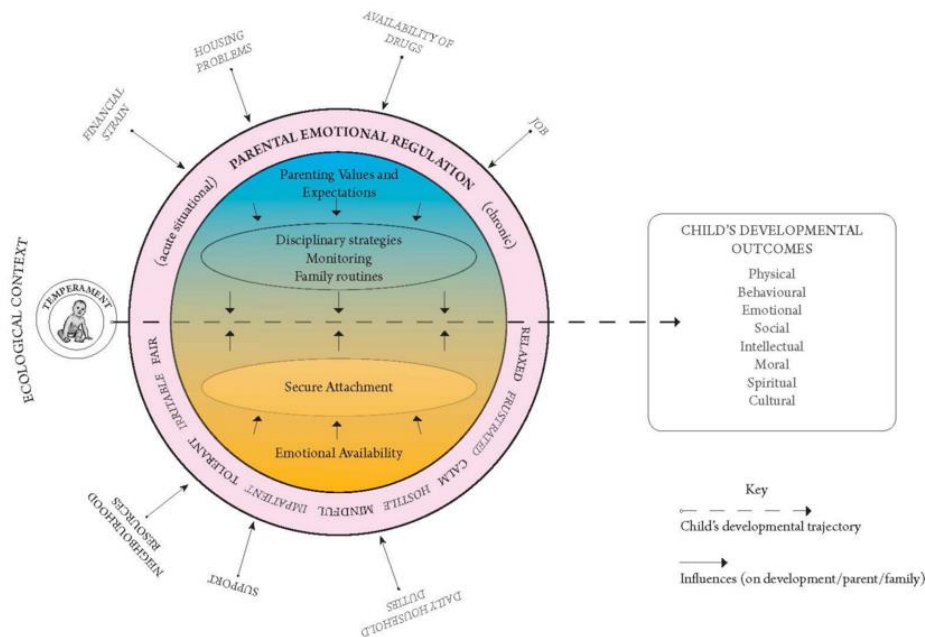 AVAILABILITY OF
DRUGS
HOUSING
PROBLEMS
FINANCIAL
STRAIN
JOB
PARENTAL EMOTIONAL REGULATION
(acute situational)
(chronic)
Parenting Values and
Expectations
Disciplinary strategies
Monitoring
Family routines
ECOLOGICAL CONTEXT
TEMPERAMENT
Secure Attachment
Emotional Availability
RELAXED FRUSTRATED CALM HOSTILE MINDFUL IMPATIENT TOLERANT IRRITABLE FAIR
NEIGHBOURHOOD
RESOURCES
SUPPORT
DAILY HOUSEHOLD
DUTIES
CHILD'S DEVELOPMENTAL
OUTCOMES
Physical
Behavioural
Emotional
Social
Intellectual
Moral
Spiritual
Cultural
Key
Child's developmental trajectory
Influences (on development/parent/family)